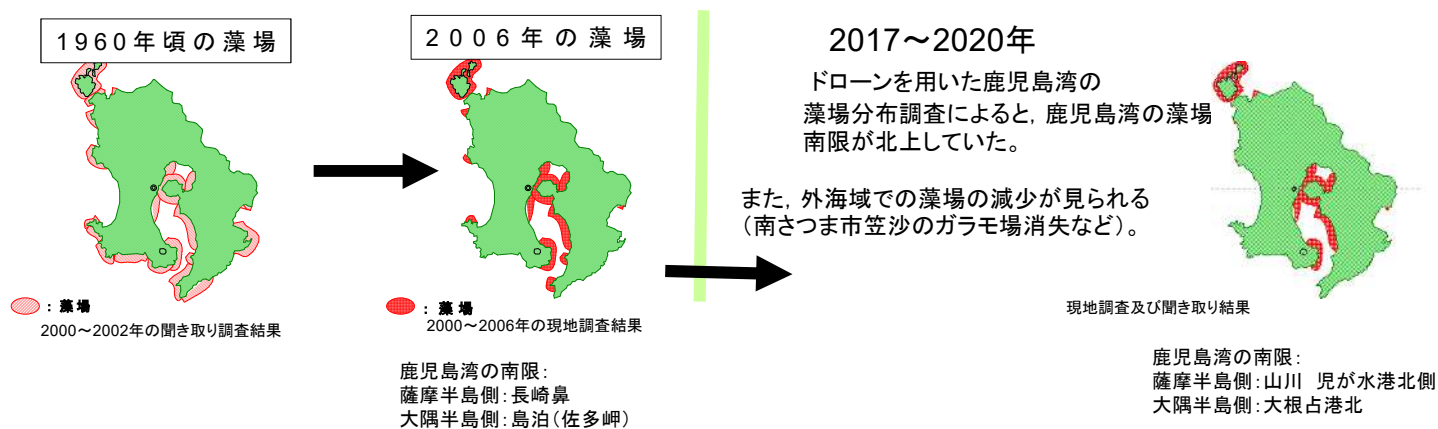 1960年頃の藻場
：藻場
2000～2002年の聞き取り調査結果
2006年の藻場
：藻場
2000～2006年の現地調査結果
鹿児島湾の南限：
薩摩半島側：長崎鼻
大隅半島側：島泊（佐多岬）
2017～2020年
ドローンを用いた鹿児島湾の
藻場分布調査によると，鹿児島湾の藻場
南限が北上していた。
また，外海域での藻場の減少が見られる
（南さつま市笠沙のガラモ場消失など）。
現地調査及び聞き取り結果
鹿児島湾の南限：
薩摩半島側：山川　児が水港北側
大隅半島側：大根占港北